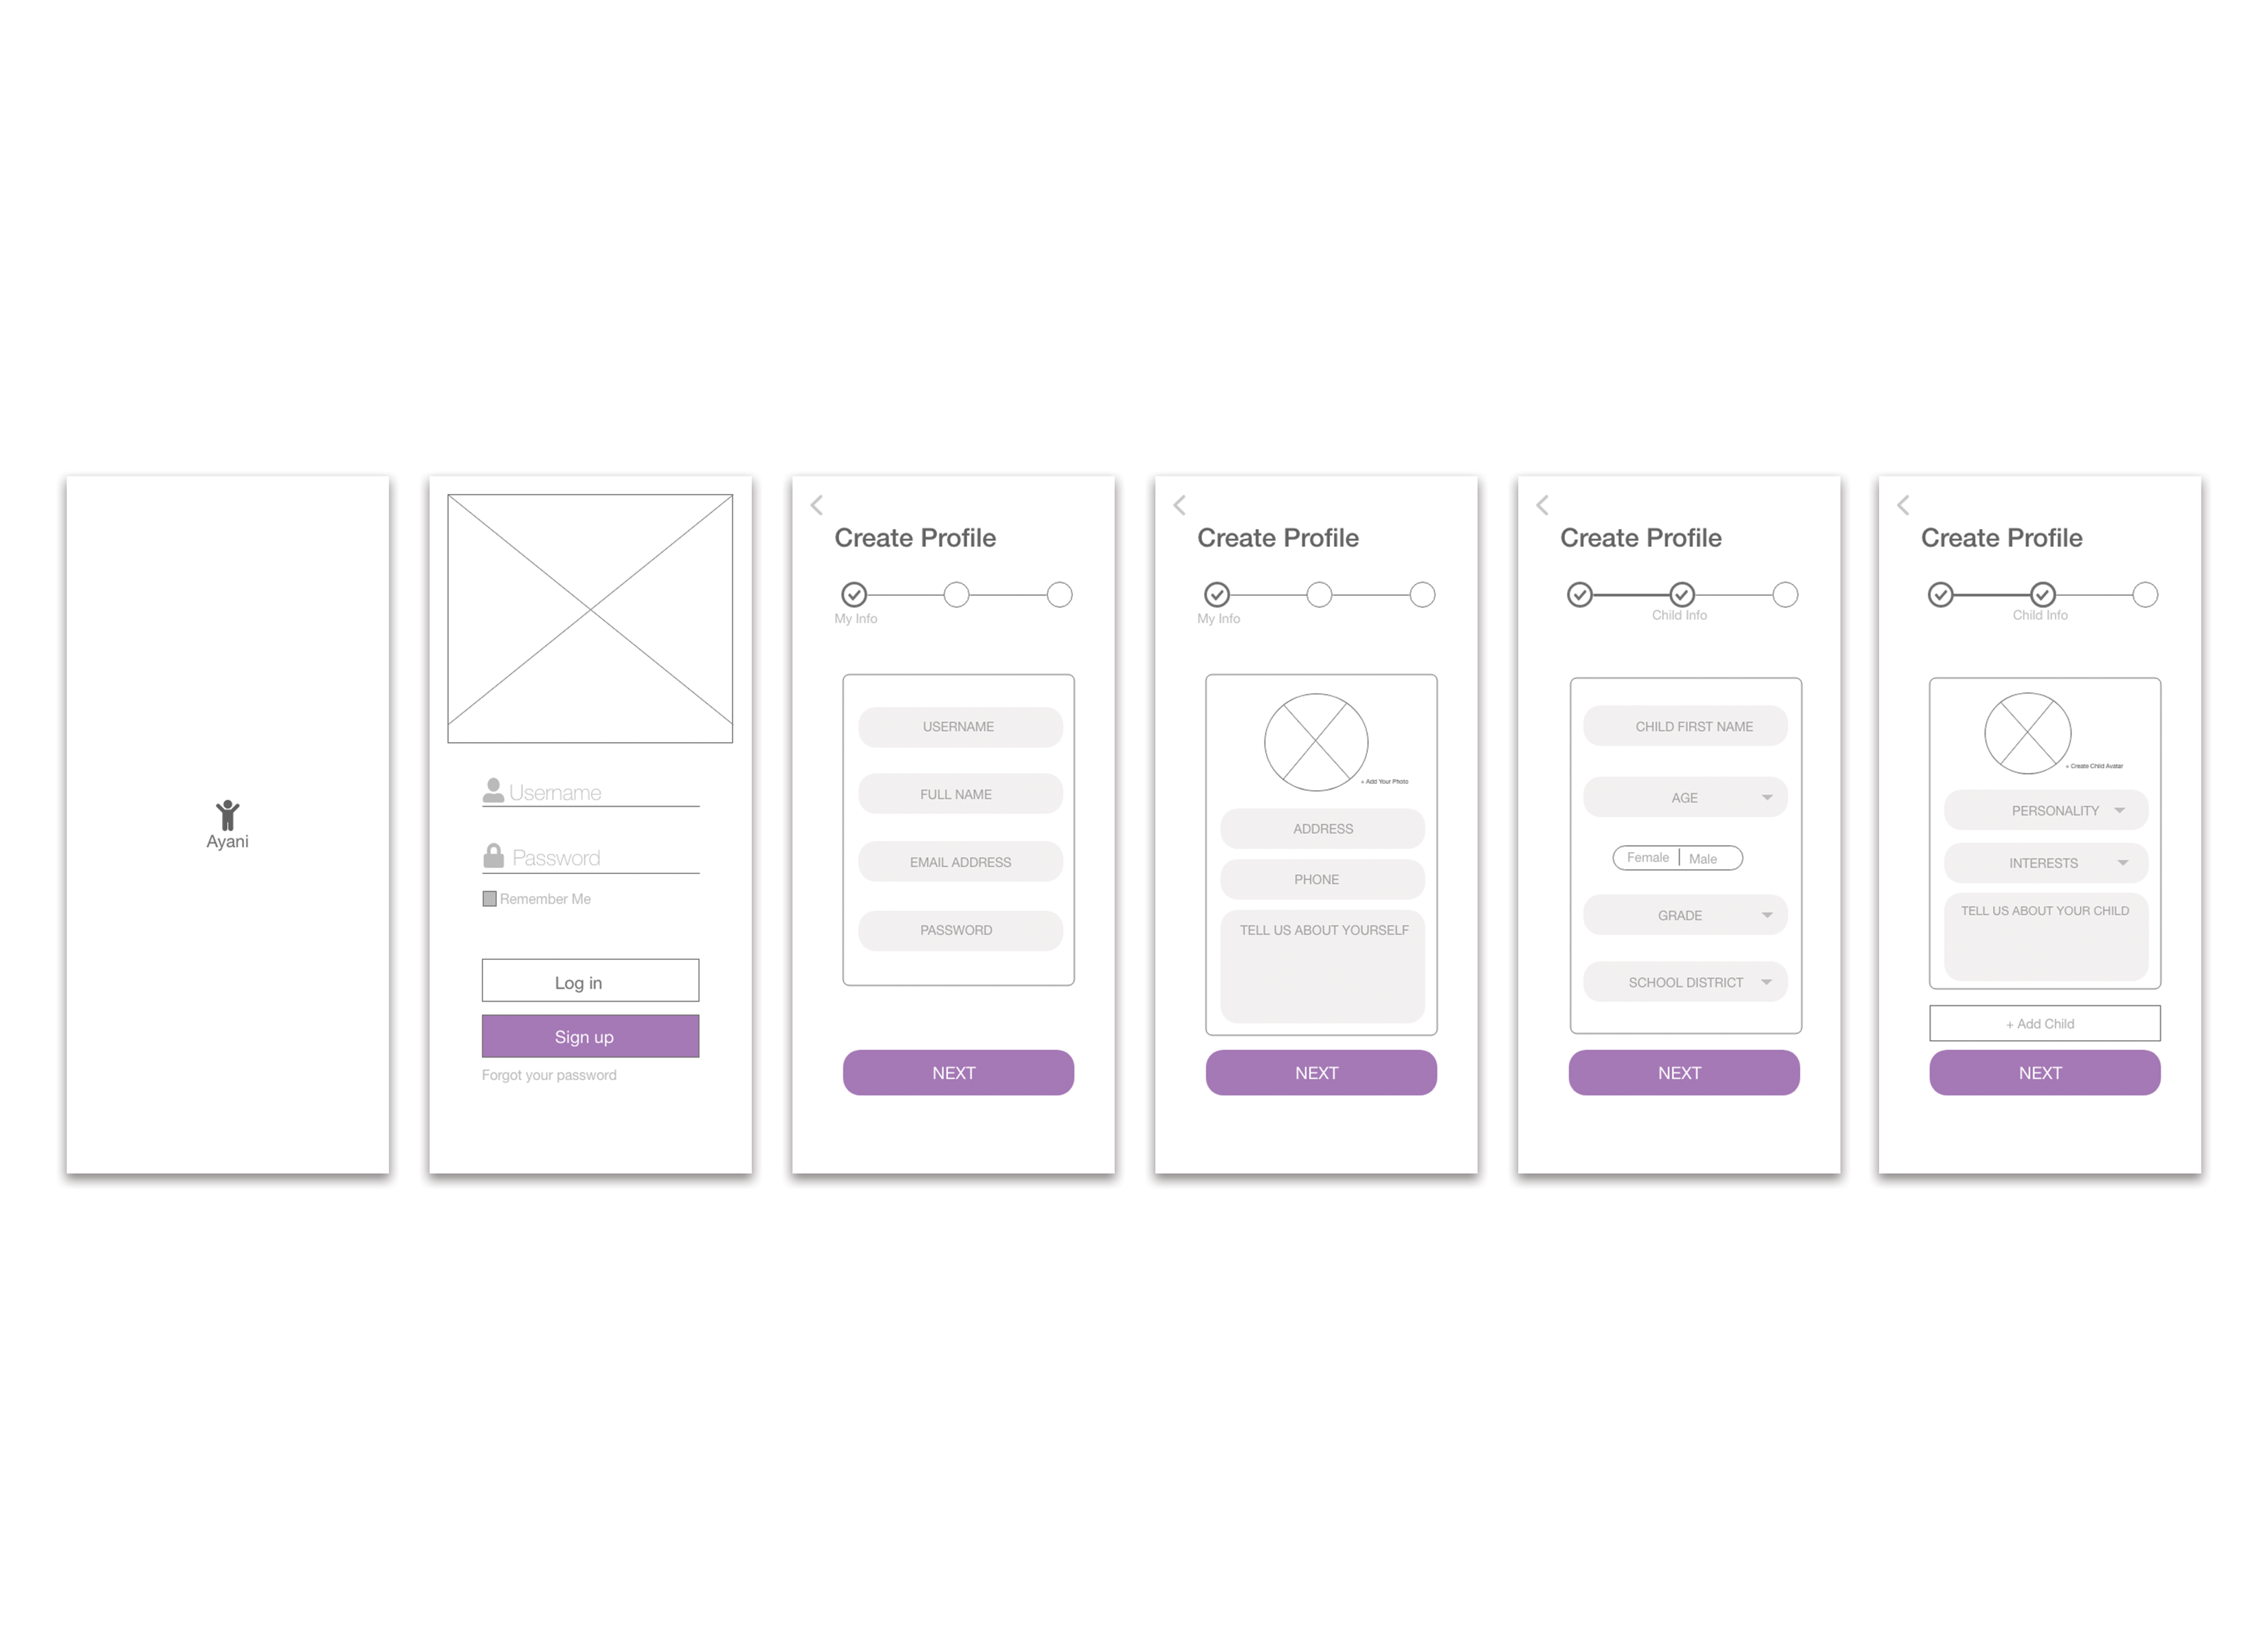 Ayani
Username
Password
Remember Me
Log in
Sign up
Forgot your password
Create Profile
My Info
USERNAME
FULL NAME
EMAIL ADDRESS
PASSWORD
NEXT
Create Profile
My Info
+ Add Your Photo
ADDRESS
PHONE
TELL US ABOUT YOURSELF
NEXT
Create Profile
Child Info
CHILD FIRST NAME
AGE
Female | Male
GRADE
SCHOOL DISTRICT
NEXT
Create Profile
Child Info
+ Create Child Avatar
PERSONALITY
INTERESTS
TELL US ABOUT YOUR CHILD
+ Add Child
NEXT